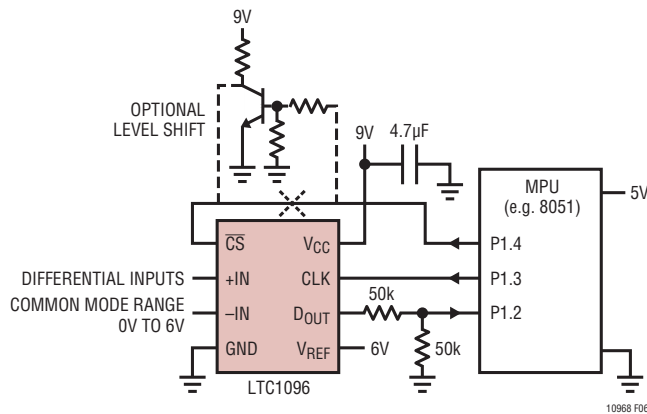 9V
OPTIONAL
LEVEL SHIFT
9V
4.7µF
MPU
(e.g. 8051)
5V
CS
VCC
P1.4
DIFFERENTIAL INPUTS
+IN
CLK
P1.3
COMMON MODE RANGE
0V TO 6V
–IN
DOUT
50k
P1.2
GND
VREF
6V
50k
LTC1096
10968 F06